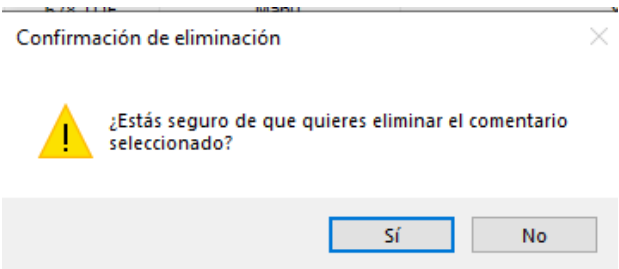 Confirmación de eliminación
¿Estás seguro de que quieres eliminar el comentario
seleccionado?
Sí
No